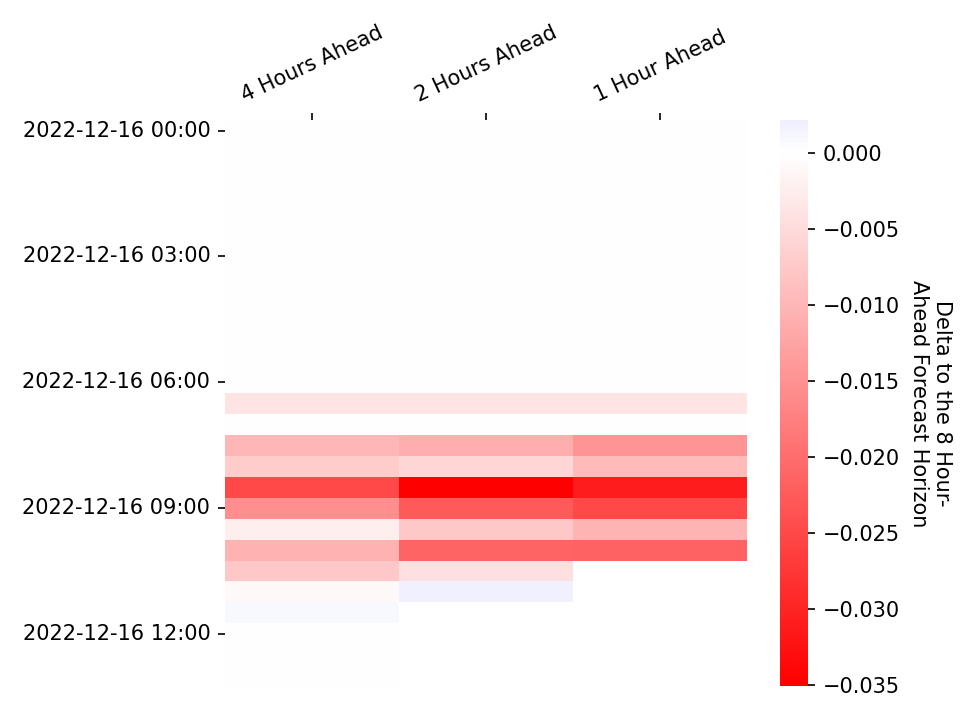 4 Hours Ahead
2 Hours Ahead
1 Hour Ahead
2022-12-16 00:00
2022-12-16 03:00
2022-12-16 06:00
2022-12-16 09:00
2022-12-16 12:00
0.000
−0.005
−0.010
−0.015
−0.020
−0.025
−0.030
−0.035
Delta to the 8 Hour-
Ahead Forecast Horizon